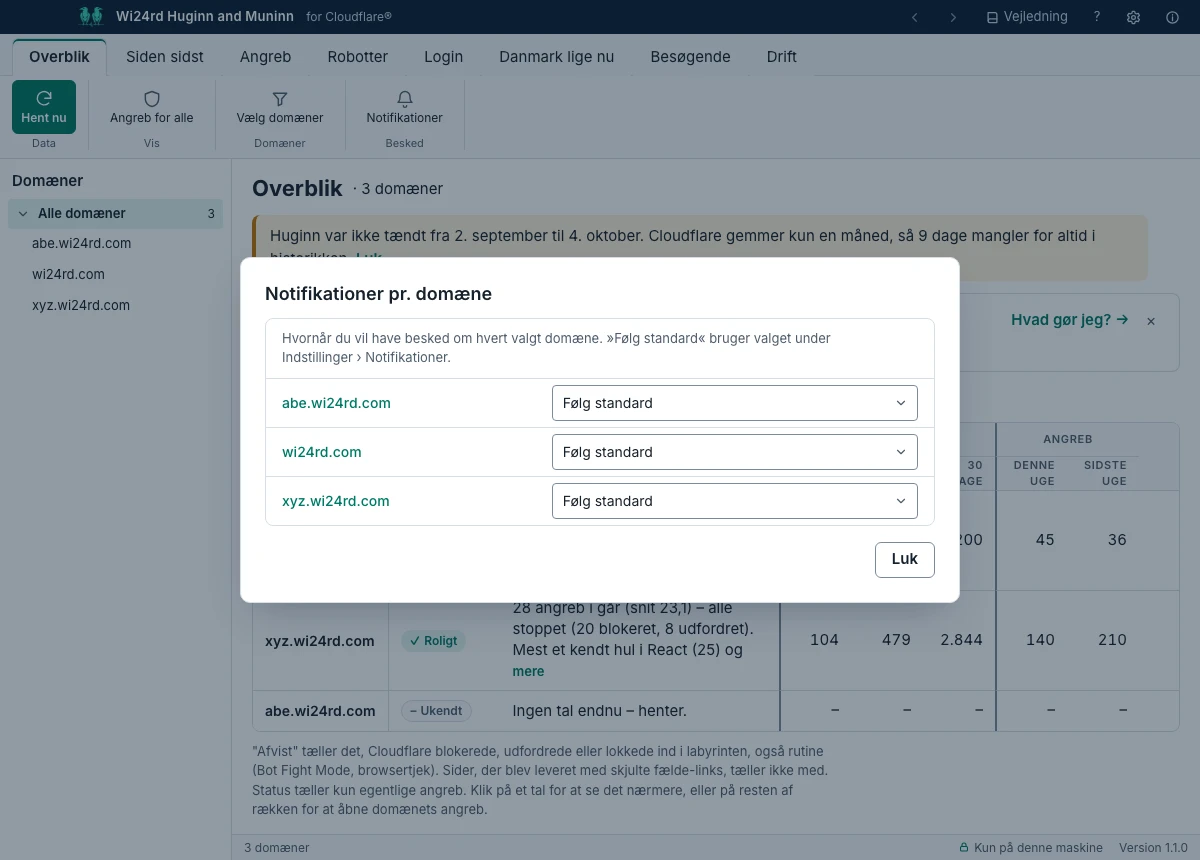 Wi24rd Huginn and Muninn for Cloudflare®
Vejledning ?
Overblik Siden sidst Angreb Robotter Login Danmark lige nu Besøgende Drift
Hent nu Angreb for alle Vælg domæner Notifikationer
Data Vis Domæner Besked
Domæner
Alle domæner 3
abe.wi24rd.com
wi24rd.com
xyz.wi24rd.com
Overblik · 3 domæner
Huginn var ikke tændt fra 2. september til 4. oktober. Cloudflare gemmer kun en måned, så 9 dage mangler for altid i
historikken. Luk
Hvad gør jeg? → ×
Notifikationer pr. domæne
Hvornår du vil have besked om hvert valgt domæne. »Følg standard« bruger valget under
Indstillinger › Notifikationer.
abe.wi24rd.com Følg standard
wi24rd.com Følg standard
xyz.wi24rd.com Følg standard
Luk
ANGREB
30 DENNE SIDSTE
UGE UGE
45 36
28 angreb i går (snit 23,1) – alle
stoppet (20 blokeret, 8 udfordret).
Mest et kendt hul i React (25) og
mere
xyz.wi24rd.com ✓ Roligt 104 479 2.844 140 210
abe.wi24rd.com – Ukendt Ingen tal endnu – henter. – – – – –
"Afvist" tæller det, Cloudflare blokerede, udfordrede eller lokkede ind i labyrinten, også rutine
(Bot Fight Mode, browsertjek). Sider, der blev leveret med skjulte fælde-links, tæller ikke med.
Status tæller kun egentlige angreb. Klik på et tal for at se det nærmere, eller på resten af
rækken for at åbne domænets angreb.
3 domæner Kun på denne maskine Version 1.1.0